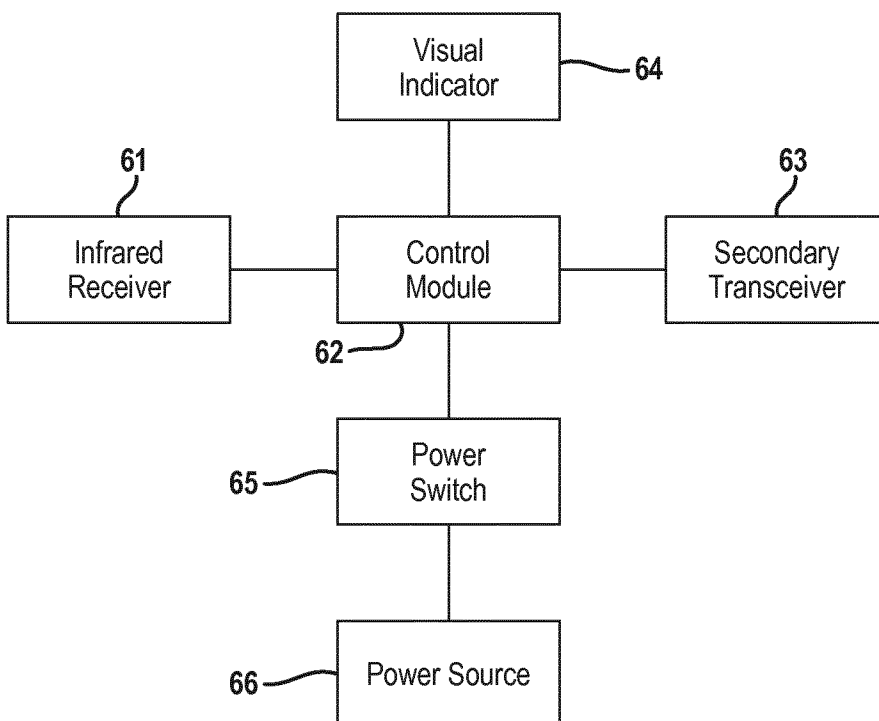 Visual
Indicator
64
61
63
Infrared
Receiver
Control
Module
Secondary
Transceiver
62
Power
Switch
65
Power Source
66